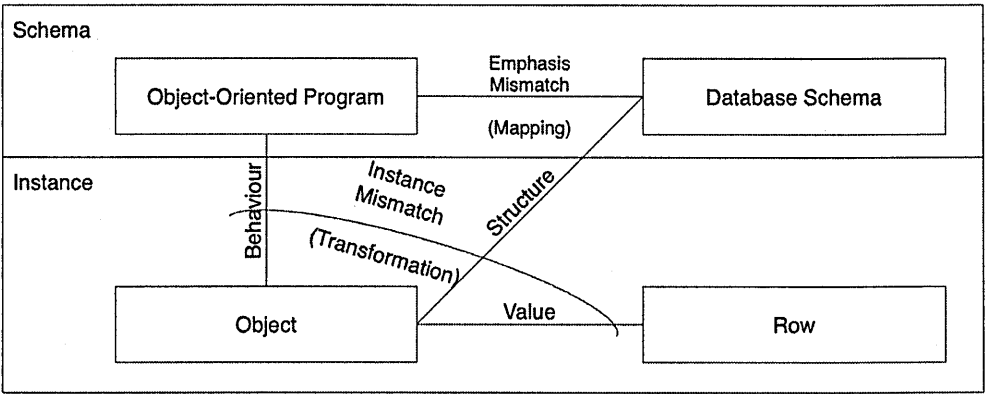 Schema
Emphasis
Mismatch
Object-Oriented Program
Database Schema
(Mapping)
Instance
Behaviour
Instance
Mismatch
Structure
(Transformation)
Object
Value
Row